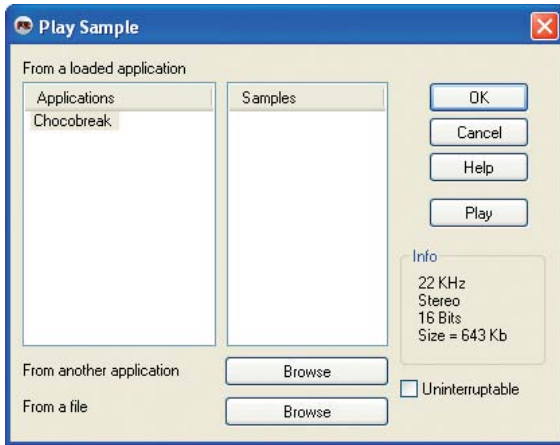 Play Sample
From a loaded application
Applications
Samples
Chocobreak
OK
Cancel
Help
Play
Info
22 KHz
Stereo
16 Bits
Size = 643 Kb
From another application
Browse
Uninterruptable
From a file
Browse